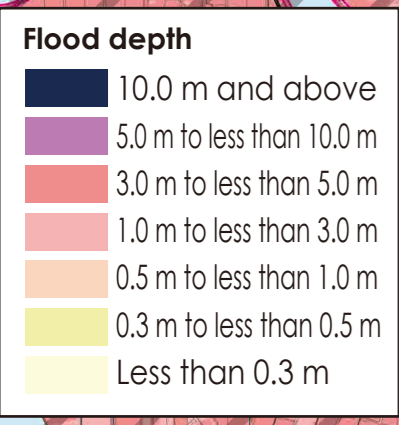 Flood depth
10.0 m and above
5.0 m to less than 10.0 m
3.0 m to less than 5.0 m
1.0 m to less than 3.0 m
0.5 m to less than 1.0 m
0.3 m to less than 0.5 m
Less than 0.3 m